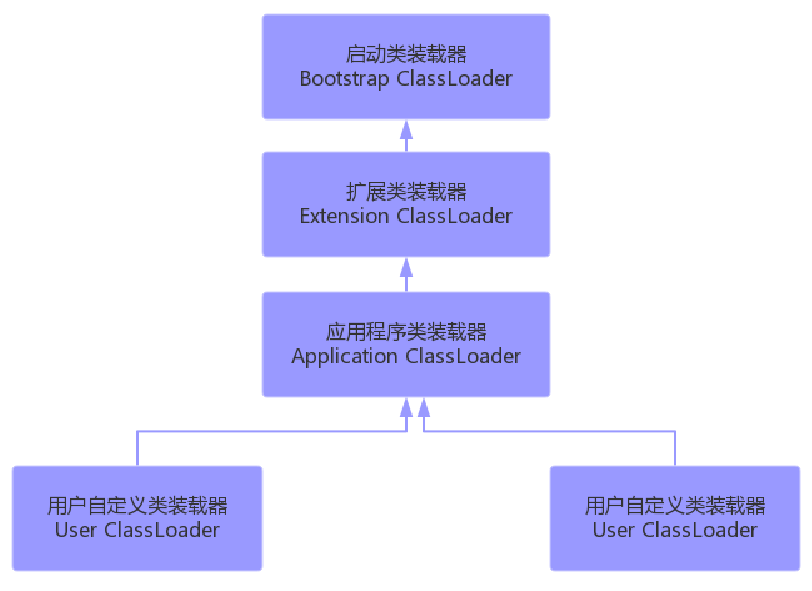 启动类装载器
Bootstrap ClassLoader
扩展类装载器
Extension ClassLoader
应用程序类装载器
Application ClassLoader
用户自定义类装载器
User ClassLoader
用户自定义类装载器
User ClassLoader